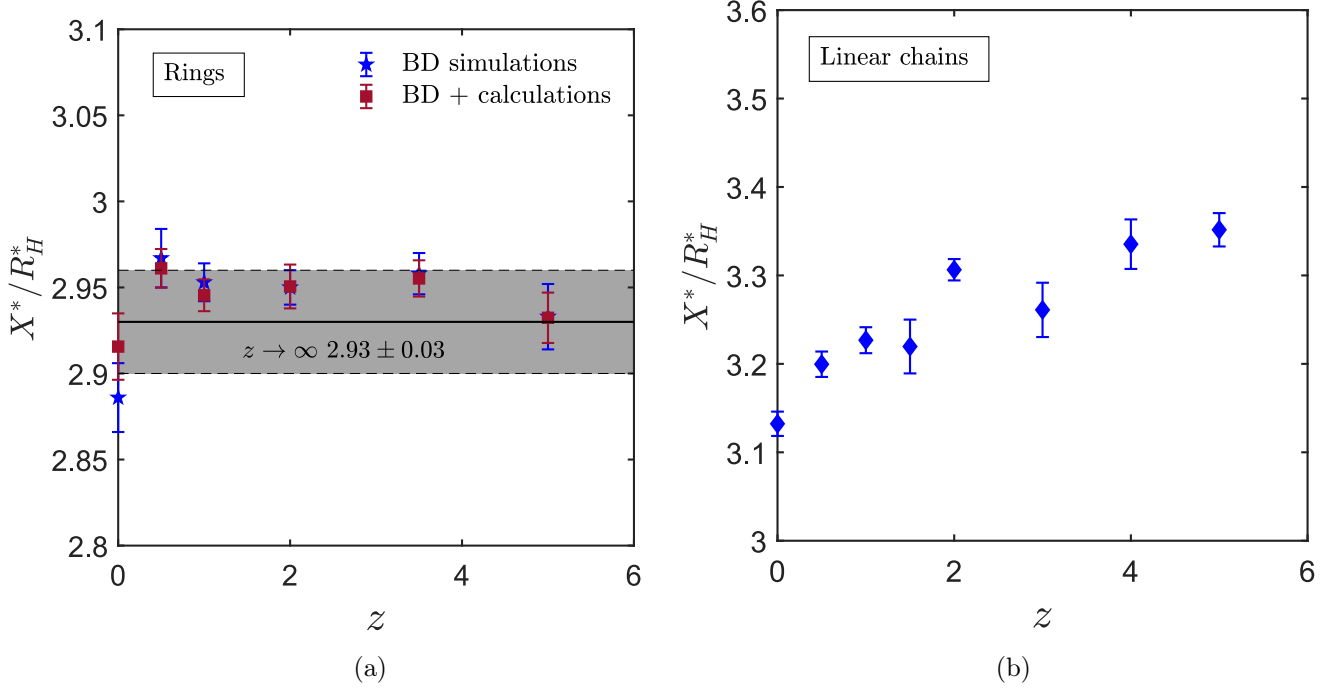 3.1
3.05
3
2.95
2.9
2.85
2.8
0 2 4 6
X*/R*_H
z
Rings
BD simulations
BD + calculations
z → ∞ 2.93 ± 0.03
(a)
3.6
3.5
3.4
3.3
3.2
3.1
3
0 2 4 6
X*/R*_H
z
Linear chains
(b)